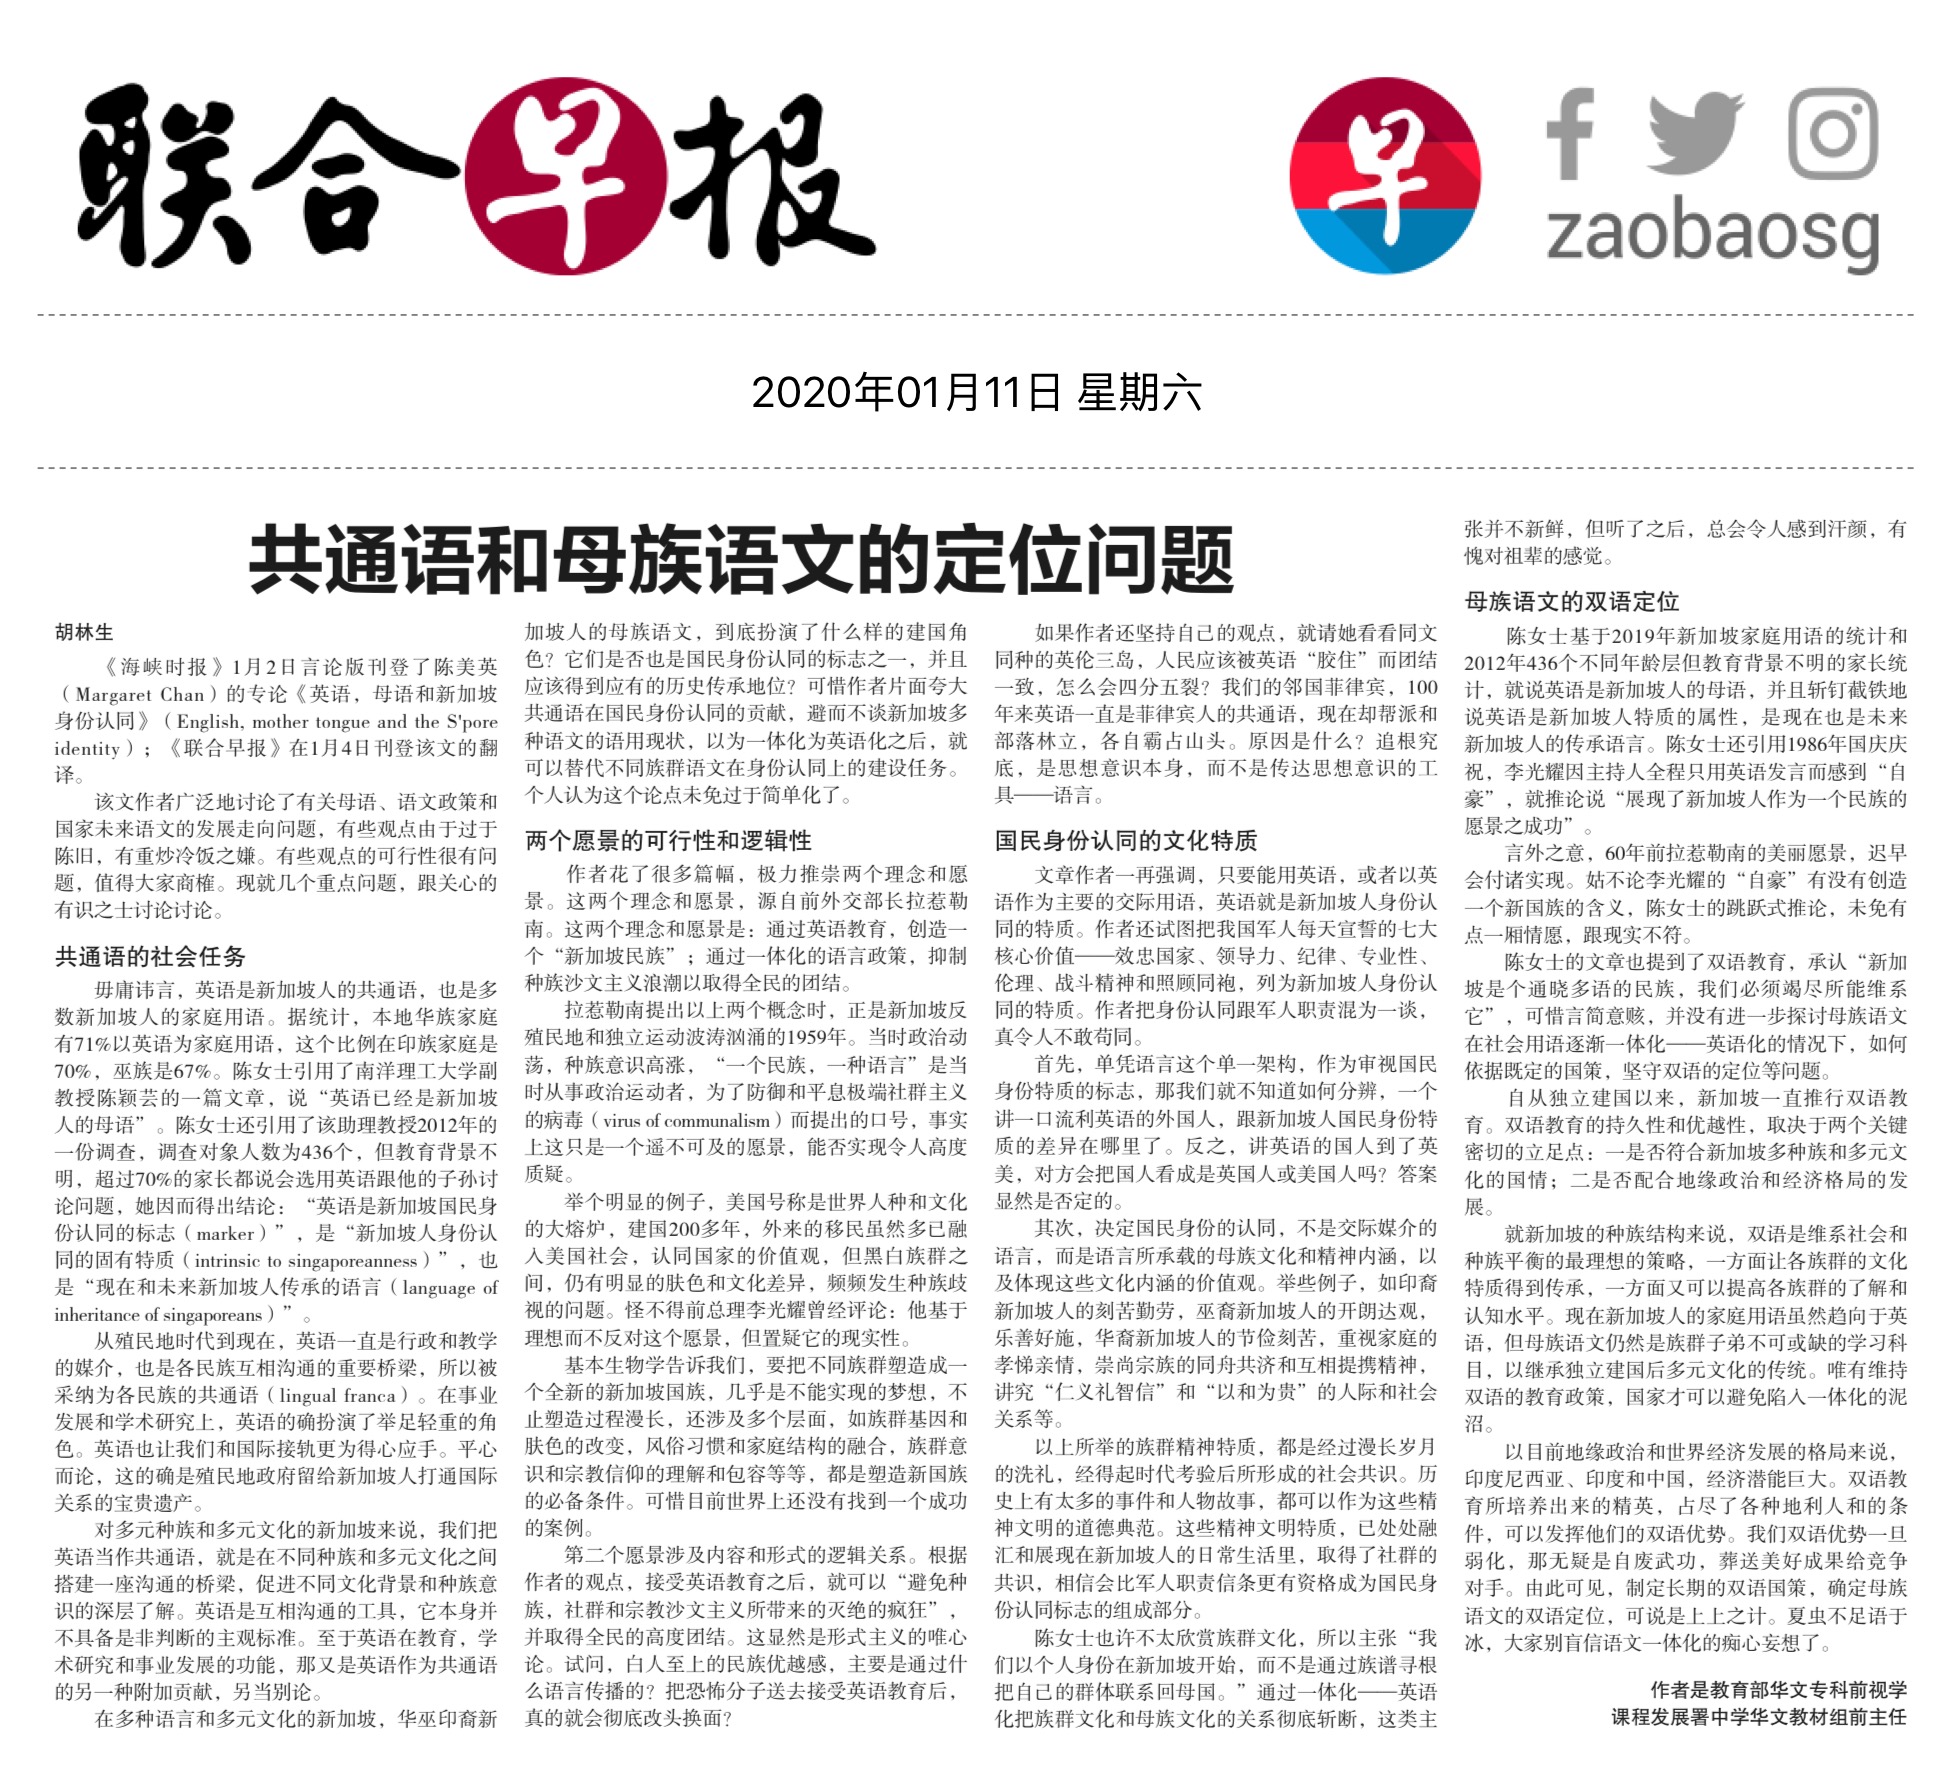 联合早报
早
zaobaosg
2020年01月11日 星期六
共通语和母族语文的定位问题
胡林生
《海峡时报》1月2日言论版刊登了陈美英
（Margaret Chan）的专论《英语，母语和新加坡
身份认同》（English, mother tongue and the S'pore
identity）；《联合早报》在1月4日刊登该文的翻
译。
该文作者广泛地讨论了有关母语、语文政策和
国家未来语文的发展走向问题，有些观点由于过于
陈旧，有重炒冷饭之嫌。有些观点的可行性很有问
题，值得大家商榷。现就几个重点问题，跟关心的
有识之士讨论讨论。
共通语的社会任务
毋庸讳言，英语是新加坡人的共通语，也是多
数新加坡人的家庭用语。据统计，本地华族家庭
有71%以英语为家庭用语，这个比例在印族家庭是
70%，巫族是67%。陈女士引用了南洋理工大学副
教授陈颖芸的一篇文章，说“英语已经是新加坡
人的母语”。陈女士还引用了该助理教授2012年的
一份调查，调查对象人数为436个，但教育背景不
明，超过70%的家长都说会选用英语跟他的子孙讨
论问题，她因而得出结论：“英语是新加坡国民身
份认同的标志（marker）”，是“新加坡人身份认
同的固有特质（intrinsic to singaporeanness）”，也
是“现在和未来新加坡人传承的语言（language of
inheritance of singaporeans）”。
从殖民地时代到现在，英语一直是行政和教学
的媒介，也是各民族互相沟通的重要桥梁，所以被
采纳为各民族的共通语（lingual franca）。在事业
发展和学术研究上，英语的确扮演了举足轻重的角
色。英语也让我们和国际接轨更为得心应手。平心
而论，这的确是殖民地政府留给新加坡人打通国际
关系的宝贵遗产。
对多元种族和多元文化的新加坡来说，我们把
英语当作共通语，就是在不同种族和多元文化之间
搭建一座沟通的桥梁，促进不同文化背景和种族意
识的深层了解。英语是互相沟通的工具，它本身并
不具备是非判断的主观标准。至于英语在教育，学
术研究和事业发展的功能，那又是英语作为共通语
的另一种附加贡献，另当别论。
在多种语言和多元文化的新加坡，华巫印裔新
加坡人的母族语文，到底扮演了什么样的建国角
色？它们是否也是国民身份认同的标志之一，并且
应该得到应有的历史传承地位？可惜作者片面夸大
共通语在国民身份认同的贡献，避而不谈新加坡多
种语文的语用现状，以为一体化为英语化之后，就
可以替代不同族群语文在身份认同上的建设任务。
个人认为这个论点未免过于简单化了。
两个愿景的可行性和逻辑性
作者花了很多篇幅，极力推崇两个理念和愿
景。这两个理念和愿景，源自前外交部长拉惹勒
南。这两个理念和愿景是：通过英语教育，创造一
个“新加坡民族”；通过一体化的语言政策，抑制
种族沙文主义浪潮以取得全民的团结。
拉惹勒南提出以上两个概念时，正是新加坡反
殖民地和独立运动波涛汹涌的1959年。当时政治动
荡，种族意识高涨，“一个民族，一种语言”是当
时从事政治运动者，为了防御和平息极端社群主义
的病毒（virus of communalism）而提出的口号，事实
上这只是一个遥不可及的愿景，能否实现令人高度
质疑。
举个明显的例子，美国号称是世界人种和文化
的大熔炉，建国200多年，外来的移民虽然多已融
入美国社会，认同国家的价值观，但黑白族群之
间，仍有明显的肤色和文化差异，频频发生种族歧
视的问题。怪不得前总理李光耀曾经评论：他基于
理想而不反对这个愿景，但置疑它的现实性。
基本生物学告诉我们，要把不同族群塑造成一
个全新的新加坡国族，几乎是不能实现的梦想，不
止塑造过程漫长，还涉及多个层面，如族群基因和
肤色的改变，风俗习惯和家庭结构的融合，族群意
识和宗教信仰的理解和包容等等，都是塑造新国族
的必备条件。可惜目前世界上还没有找到一个成功
的案例。
第二个愿景涉及内容和形式的逻辑关系。根据
作者的观点，接受英语教育之后，就可以“避免种
族，社群和宗教沙文主义所带来的灭绝的疯狂”，
并取得全民的高度团结。这显然是形式主义的唯心
论。试问，白人至上的民族优越感，主要是通过什
么语言传播的？把恐怖分子送去接受英语教育后，
真的就会彻底改头换面？
如果作者还坚持自己的观点，就请她看看同文
同种的英伦三岛，人民应该被英语“胶住”而团结
一致，怎么会四分五裂？我们的邻国菲律宾，100
年来英语一直是菲律宾人的共通语，现在却帮派和
部落林立，各自霸占山头。原因是什么？追根究
底，是思想意识本身，而不是传达思想意识的工
具——语言。
国民身份认同的文化特质
文章作者一再强调，只要能用英语，或者以英
语作为主要的交际用语，英语就是新加坡人身份认
同的特质。作者还试图把我国军人每天宣誓的七大
核心价值——效忠国家、领导力、纪律、专业性、
伦理、战斗精神和照顾同袍，列为新加坡人身份认
同的特质。作者把身份认同跟军人职责混为一谈，
真令人不敢苟同。
首先，单凭语言这个单一架构，作为审视国民
身份特质的标志，那我们就不知道如何分辨，一个
讲一口流利英语的外国人，跟新加坡人国民身份特
质的差异在哪里了。反之，讲英语的国人到了英
美，对方会把国人看成是英国人或美国人吗？答案
显然是否定的。
其次，决定国民身份的认同，不是交际媒介的
语言，而是语言所承载的母族文化和精神内涵，以
及体现这些文化内涵的价值观。举些例子，如印裔
新加坡人的刻苦勤劳，巫裔新加坡人的开朗达观，
乐善好施，华裔新加坡人的节俭刻苦，重视家庭的
孝悌亲情，崇尚宗族的同舟共济和互相提携精神，
讲究“仁义礼智信”和“以和为贵”的人际和社会
关系等。
以上所举的族群精神特质，都是经过漫长岁月
的洗礼，经得起时代考验后所形成的社会共识。历
史上有太多的事件和人物故事，都可以作为这些精
神文明的道德典范。这些精神文明特质，已处处融
汇和展现在新加坡人的日常生活里，取得了社群的
共识，相信会比军人职责信条更有资格成为国民身
份认同标志的组成部分。
陈女士也许不太欣赏族群文化，所以主张“我
们以个人身份在新加坡开始，而不是通过族谱寻根
把自己的群体联系回母国。”通过一体化——英语
化把族群文化和母族文化的关系彻底斩断，这类主
张并不新鲜，但听了之后，总会令人感到汗颜，有
愧对祖辈的感觉。
母族语文的双语定位
陈女士基于2019年新加坡家庭用语的统计和
2012年436个不同年龄层但教育背景不明的家长统
计，就说英语是新加坡人的母语，并且斩钉截铁地
说英语是新加坡人特质的属性，是现在也是未来
新加坡人的传承语言。陈女士还引用1986年国庆庆
祝，李光耀因主持人全程只用英语发言而感到“自
豪”，就推论说“展现了新加坡人作为一个民族的
愿景之成功”。
言外之意，60年前拉惹勒南的美丽愿景，迟早
会付诸实现。姑不论李光耀的“自豪”有没有创造
一个新国族的含义，陈女士的跳跃式推论，未免有
点一厢情愿，跟现实不符。
陈女士的文章也提到了双语教育，承认“新加
坡是个通晓多语的民族，我们必须竭尽所能维系
它”，可惜言简意赅，并没有进一步探讨母族语文
在社会用语逐渐一体化——英语化的情况下，如何
依据既定的国策，坚守双语的定位等问题。
自从独立建国以来，新加坡一直推行双语教
育。双语教育的持久性和优越性，取决于两个关键
密切的立足点：一是否符合新加坡多种族和多元文
化的国情；二是否配合地缘政治和经济格局的发
展。
就新加坡的种族结构来说，双语是维系社会和
种族平衡的最理想的策略，一方面让各族群的文化
特质得到传承，一方面又可以提高各族群的了解和
认知水平。现在新加坡人的家庭用语虽然趋向于英
语，但母族语文仍然是族群子弟不可或缺的学习科
目，以继承独立建国后多元文化的传统。唯有维持
双语的教育政策，国家才可以避免陷入一体化的泥
沼。
以目前地缘政治和世界经济发展的格局来说，
印度尼西亚、印度和中国，经济潜能巨大。双语教
育所培养出来的精英，占尽了各种地利人和的条
件，可以发挥他们的双语优势。我们双语优势一旦
弱化，那无疑是自废武功，葬送美好成果给竞争
对手。由此可见，制定长期的双语国策，确定母族
语文的双语定位，可说是上上之计。夏虫不足语于
冰，大家别盲信语文一体化的痴心妄想了。
作者是教育部华文专科前视学
课程发展署中学华文教材组前主任